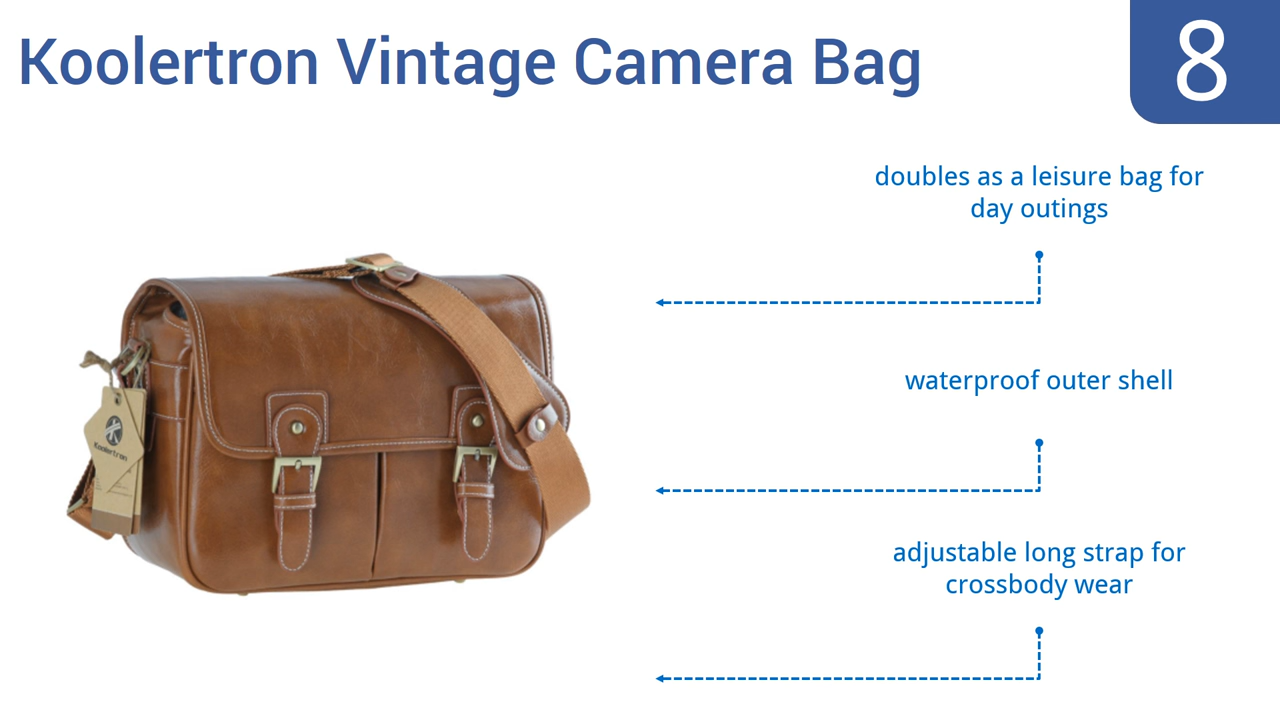 Koolertron Vintage Camera Bag
8
doubles as a leisure bag for
day outings
waterproof outer shell
adjustable long strap for
crossbody wear
Koolertron